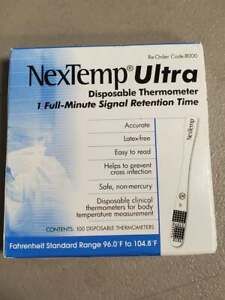 Re-Order Code:8000
NexTemp® Ultra
Disposable Thermometer
1 Full-Minute Signal Retention Time
Accurate
Latex-free
Easy to read
Helps to prevent
cross infection
Safe, non-mercury
Disposable clinical
thermometers for body
temperature measurement
NexTemp
CONTENTS: 100 DISPOSABLE THERMOMETERS
Fahrenheit Standard Range 96.0°F to 104.8°F